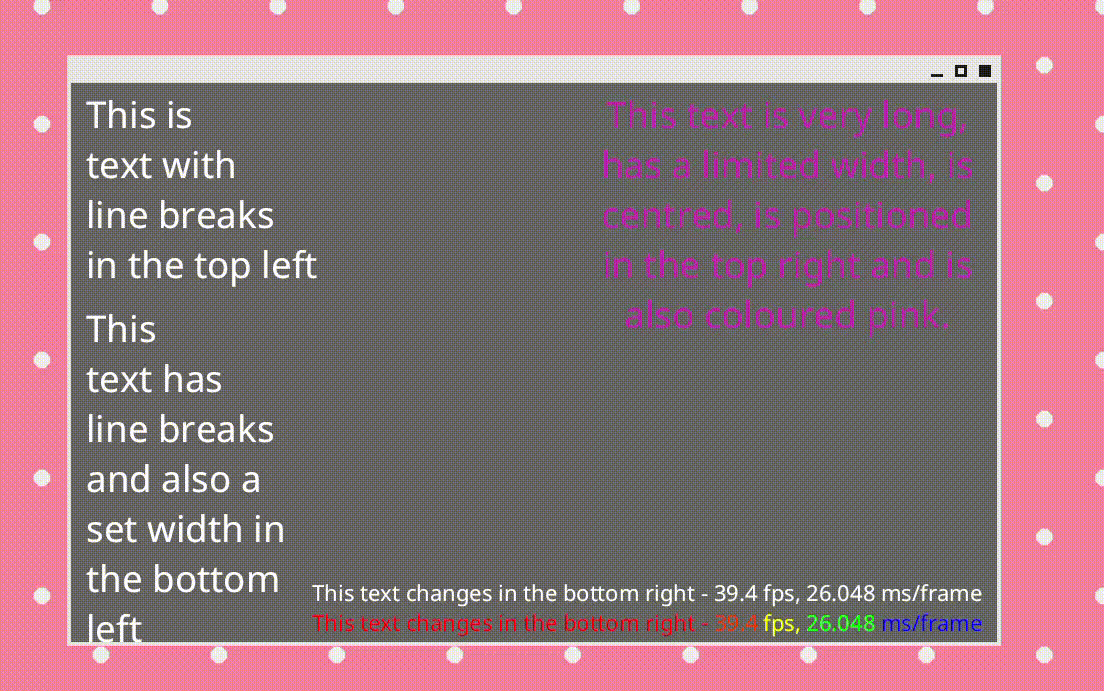 This is
text with
line breaks
in the top left
This text is very long,
has a limited width, is
centred, is positioned
in the top right and is
also coloured pink.
This
text has
line breaks
and also a
set width in
the bottom
left
This text changes in the bottom right - 39.4 fps, 26.048 ms/frame
This text changes in the bottom right - 39.4 fps, 26.048 ms/frame